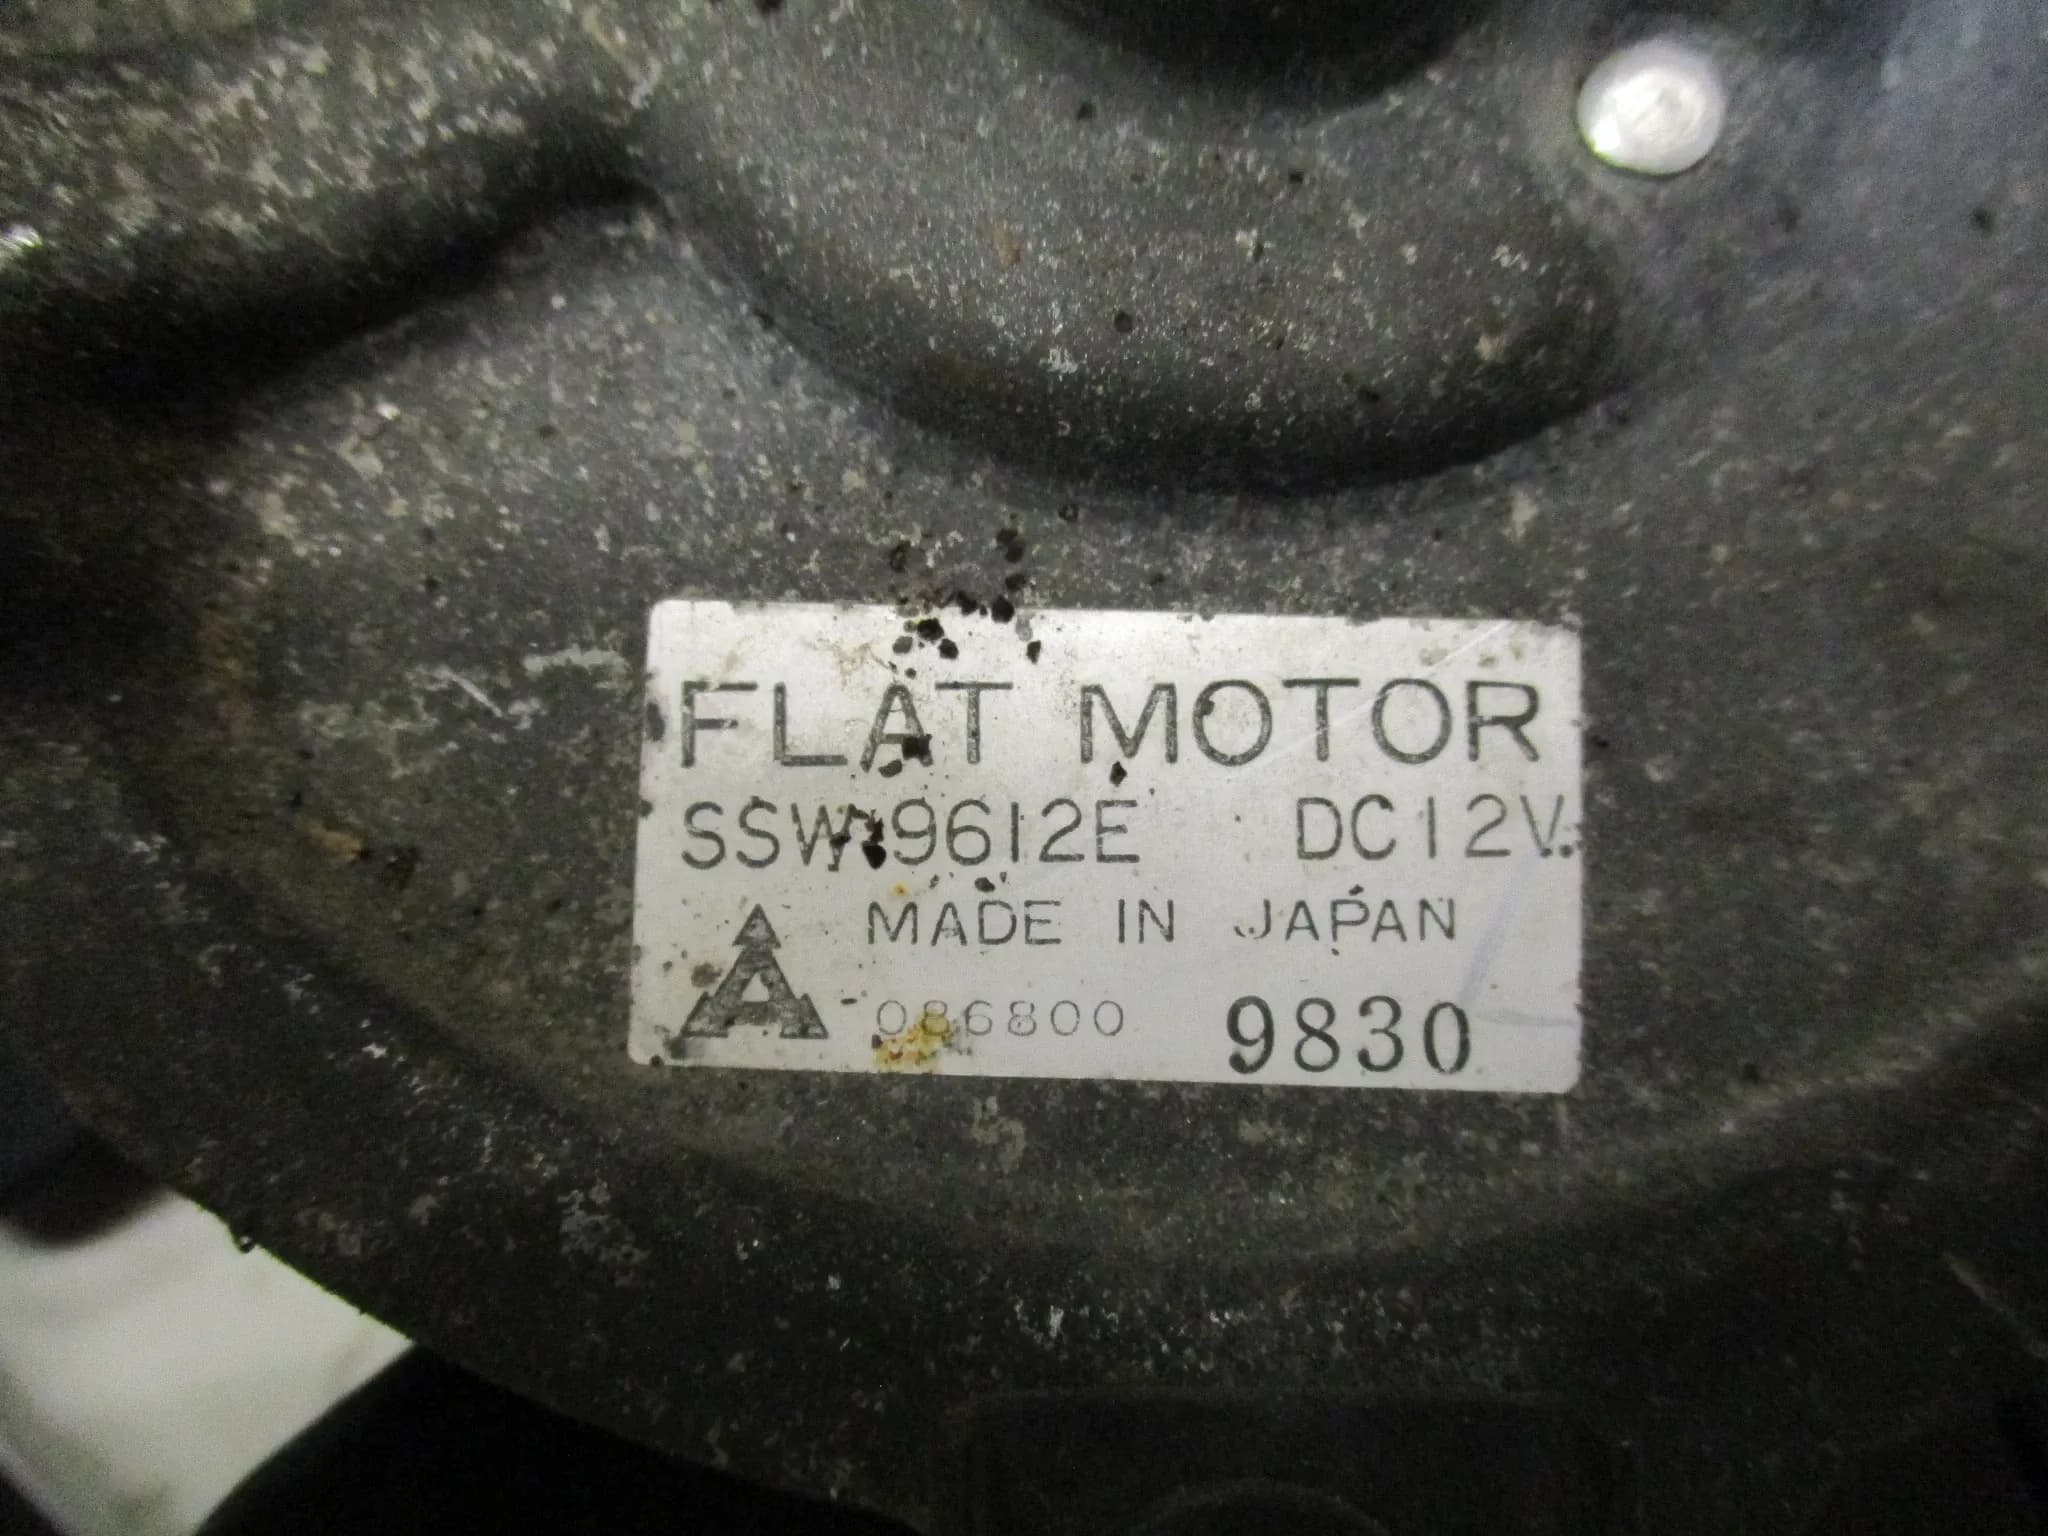 FLAT MOTOR
SSW-9612E DC12V.
MADE IN JAPAN
086800 9830